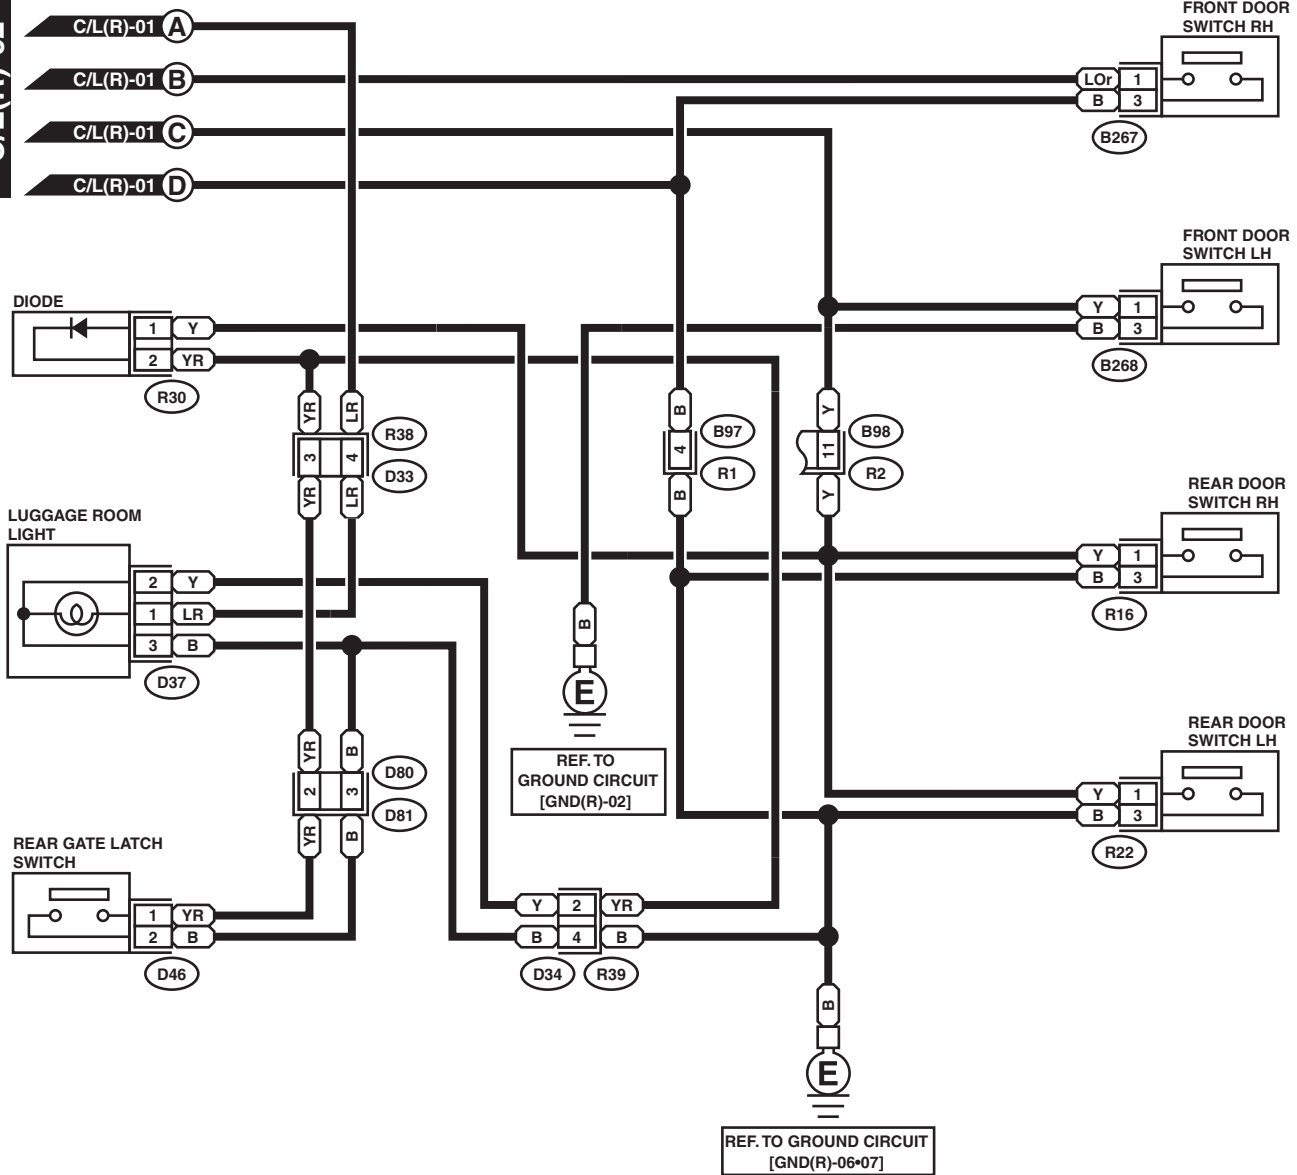 C/L(R)-02
C/L(R)-01 A
C/L(R)-01 B
C/L(R)-01 C
C/L(R)-01 D
FRONT DOOR
SWITCH RH
LOr 1
B 3
B267
FRONT DOOR
SWITCH LH
Y 1
B 3
B268
DIODE
1 Y
2 YR
R30
YR LR
3 4
YR LR
R38
D33
B
4
B
B97
R1
Y
11
Y
B98
R2
REAR DOOR
SWITCH RH
Y 1
B 3
R16
LUGGAGE ROOM
LIGHT
2 Y
1 LR
3 B
D37
B
E
REF. TO
GROUND CIRCUIT
[GND(R)-02]
REAR DOOR
SWITCH LH
Y 1
B 3
R22
YR B
2 3
YR B
D80
D81
REAR GATE LATCH
SWITCH
1 YR
2 B
D46
Y 2 YR
B 4 B
D34 R39
B
E
REF. TO GROUND CIRCUIT
[GND(R)-06•07]